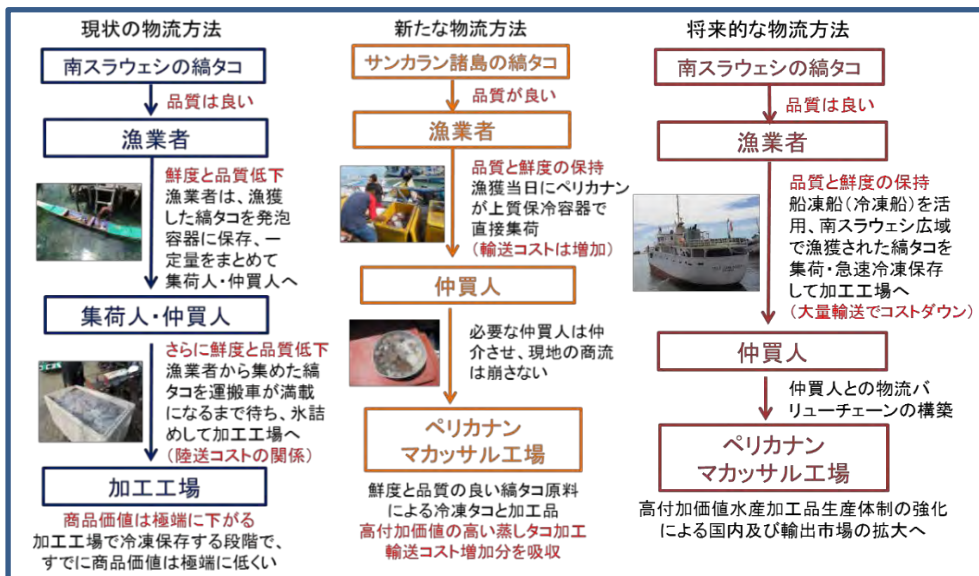 現状の物流方法
南スラウェシの縞タコ
品質は良い
漁業者
鮮度と品質低下
漁業者は、漁獲
した縞タコを発泡
容器に保存、一
定量をまとめて
集荷人・仲買人へ
集荷人・仲買人
さらに鮮度と品質低下
漁業者から集めた縞
タコを運搬車が満載
になるまで待ち、氷詰
めして加工工場へ
(陸送コストの関係)
加工工場
商品価値は極端に下がる
加工工場で冷凍保存する段階で、
すでに商品価値は極端に低くい
新たな物流方法
サンカラン諸島の縞タコ
品質が良い
漁業者
品質と鮮度の保持
漁獲当日にペリカナン
が上質保冷容器で
直接集荷
(輸送コストは増加)
仲買人
必要な仲買人は仲
介させ、現地の商流
は崩さない
ペリカナン
マカッサル工場
鮮度と品質の良い縞タコ原料
による冷凍タコと加工品
高付加価値の高い蒸しタコ加工
輸送コスト増加分を吸収
将来的な物流方法
南スラウェシの縞タコ
品質は良い
漁業者
品質と鮮度の保持
船凍船(冷凍船)を活
用、南スラウェシ広域
で漁獲された縞タコを
集荷・急速冷凍保存
して加工工場へ
(大量輸送でコストダウン)
仲買人
仲買人との物流バ
リューチェーンの構築
ペリカナン
マカッサル工場
高付加価値水産加工品生産体制の強化
による国内及び輸出市場の拡大へ